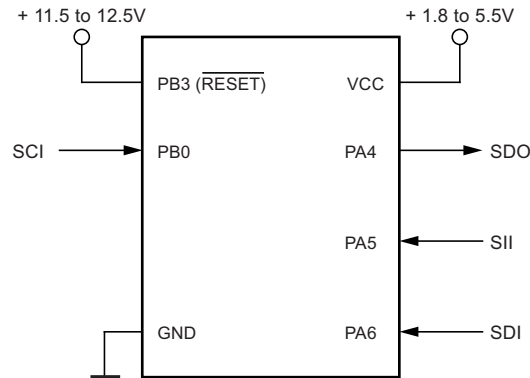 + 11.5 to 12.5V
+ 1.8 to 5.5V
PB3 (RESET)
VCC
SCI
PB0
PA4
SDO
PA5
SII
GND
PA6
SDI